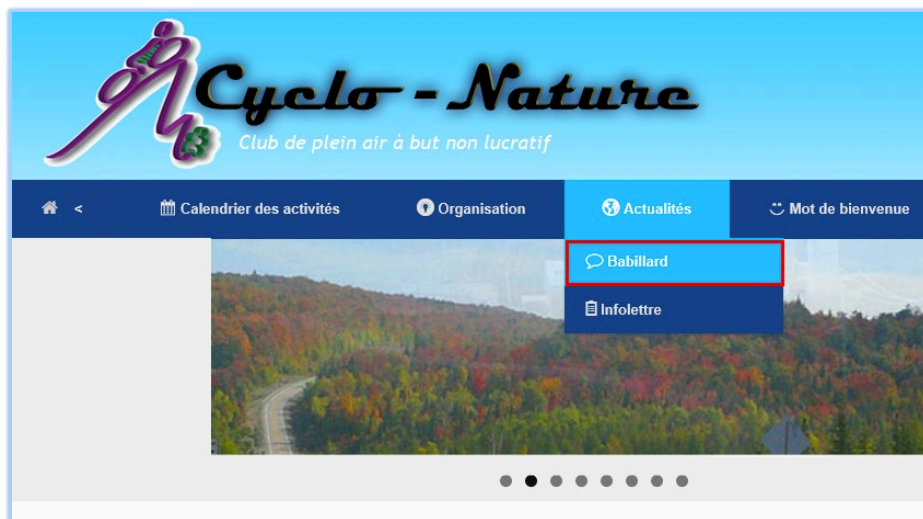 Cyclo - Nature
Club de plein air à but non lucratif
< Calendrier des activités Organisation Actualités Mot de bienvenue
Babillard
Infolettre